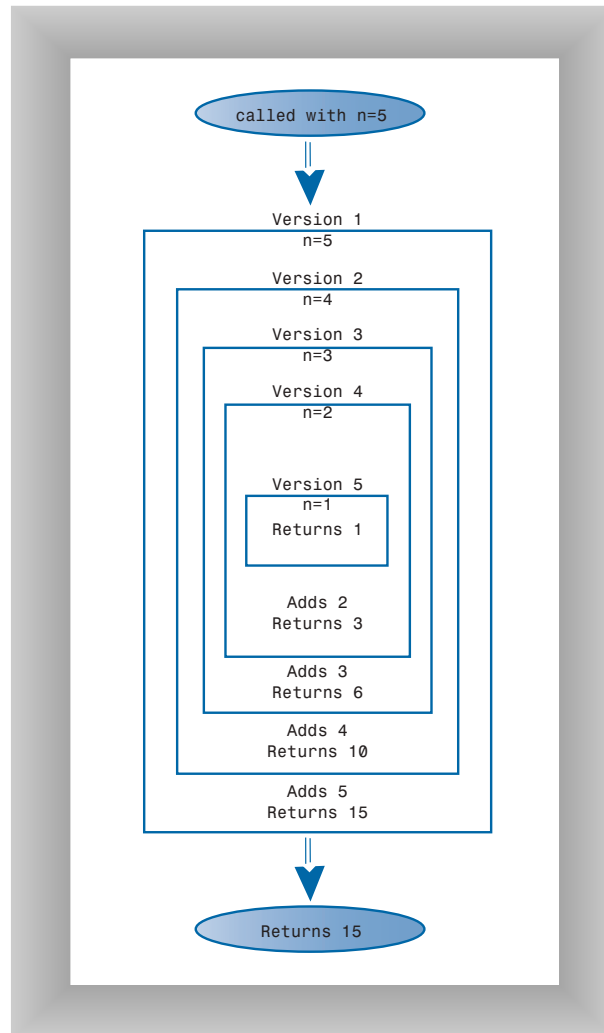 called with n=5
Version 1
n=5
Version 2
n=4
Version 3
n=3
Version 4
n=2
Version 5
n=1
Returns 1
Adds 2
Returns 3
Adds 3
Returns 6
Adds 4
Returns 10
Adds 5
Returns 15
Returns 15